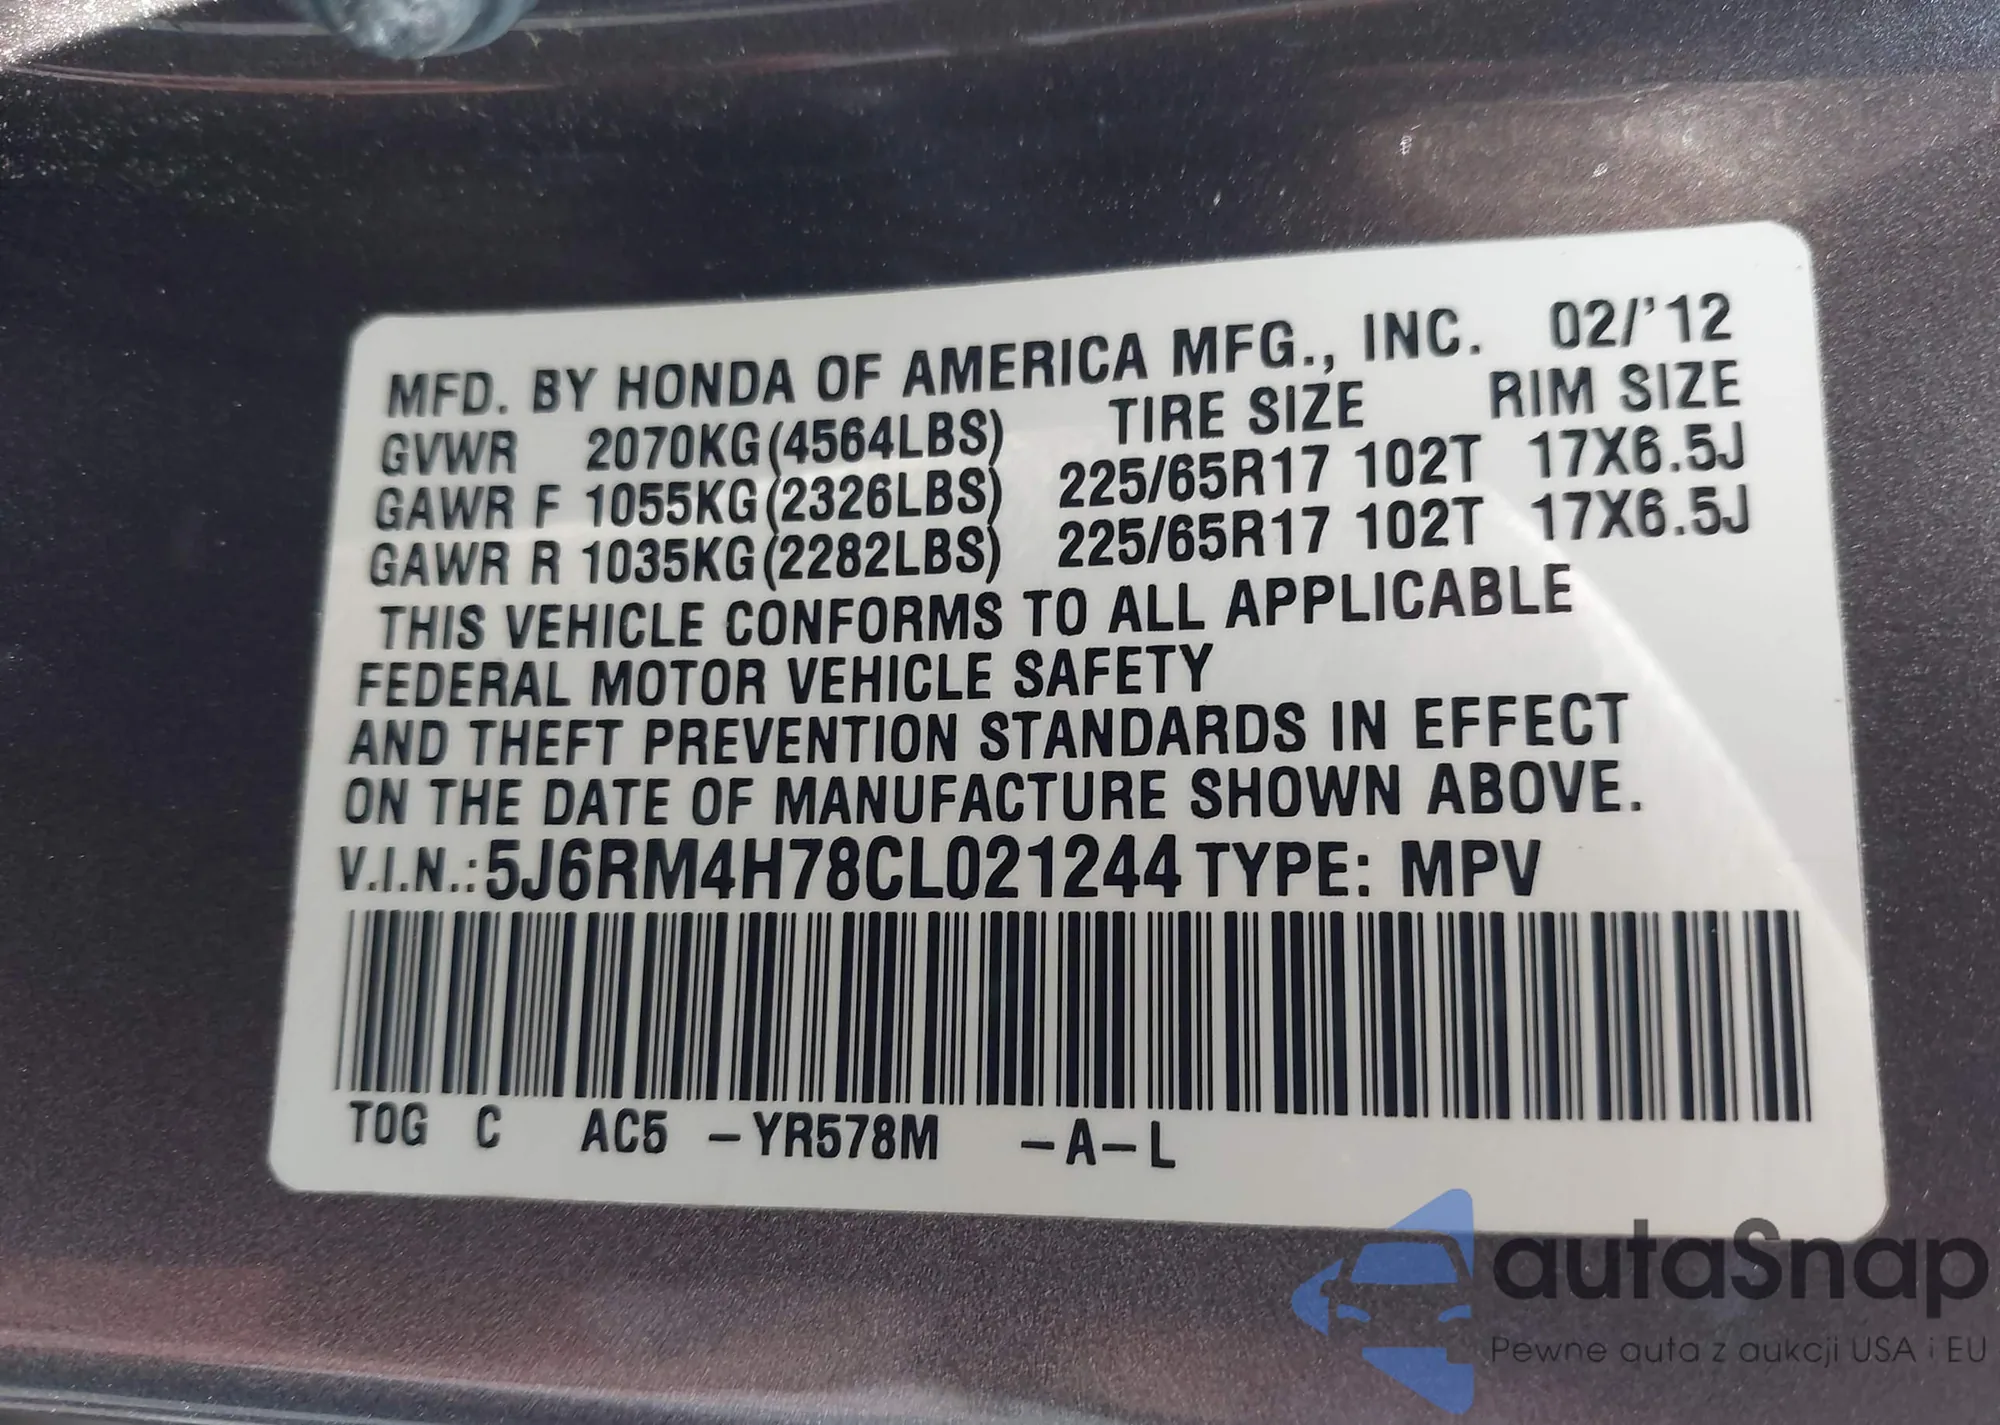 MFD. BY HONDA OF AMERICA MFG., INC. 02/'12
TIRE SIZE RIM SIZE
GVWR 2070KG(4564LBS)
GAWR F 1055KG(2326LBS) 225/65R17 102T 17X6.5J
GAWR R 1035KG(2282LBS) 225/65R17 102T 17X6.5J
THIS VEHICLE CONFORMS TO ALL APPLICABLE
FEDERAL MOTOR VEHICLE SAFETY
AND THEFT PREVENTION STANDARDS IN EFFECT
ON THE DATE OF MANUFACTURE SHOWN ABOVE.
V.I.N.:5J6RM4H78CL021244 TYPE: MPV
TOG C AC5 -YR578M -A-L
autaSnap
Pewne auta z aukcji USA i EU